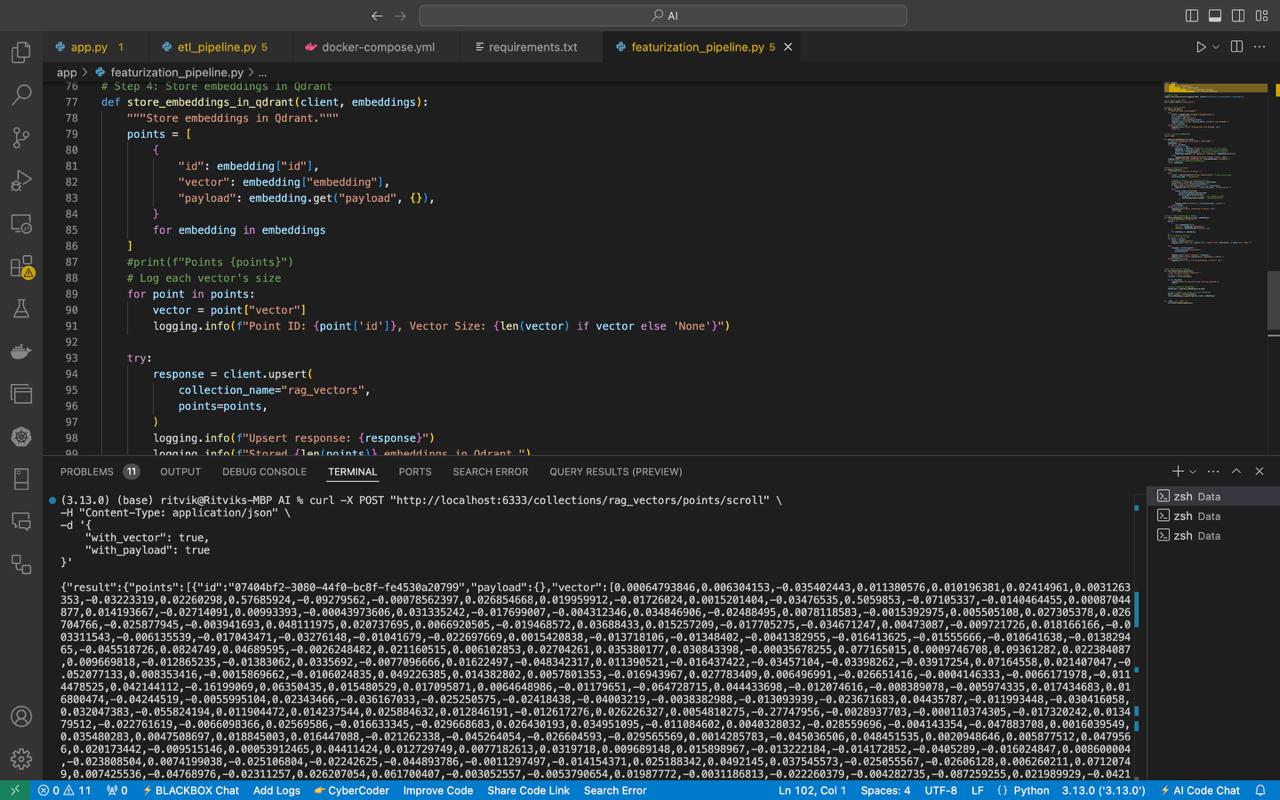 AI
app.py 1
etl_pipeline.py 5
docker-compose.yml
requirements.txt
featurization_pipeline.py 5
app > featurization_pipeline.py > ...
76 # Step 4: Store embeddings in Qdrant
77 def store_embeddings_in_qdrant(client, embeddings):
78 """Store embeddings in Qdrant."""
79 points = [
80 {
81 "id": embedding["id"],
82 "vector": embedding["embedding"],
83 "payload": embedding.get("payload", {}),
84 }
85 for embedding in embeddings
86 ]
87 #print(f"Points {points}")
88 # Log each vector's size
89 for point in points:
90 vector = point["vector"]
91 logging.info(f"Point ID: {point['id']}, Vector Size: {len(vector) if vector else 'None'}")
92
93 try:
94 response = client.upsert(
95 collection_name="rag_vectors",
96 points=points,
97 )
98 logging.info(f"Upsert response: {response}")
99 logging.info(f"Stored {len(points)} embeddings in Qdrant.")
PROBLEMS 11 OUTPUT DEBUG CONSOLE TERMINAL PORTS SEARCH ERROR QUERY RESULTS (PREVIEW)
zsh Data
zsh Data
zsh Data
(3.13.0) (base) ritvik@Ritviks-MBP AI % curl -X POST "http://localhost:6333/collections/rag_vectors/points/scroll" \
-H "Content-Type: application/json" \
-d '{
"with_vector": true,
"with_payload": true
}'
{"result":{"points":[{"id":"07404bf2-3080-44f0-bc8f-fe4530a20799","payload":{},"vector":[0.00064793846,0.006304153,-0.035402443,0.011380576,0.010196381,0.02414961,0.0031263
353,-0.03223319,0.02260298,0.57685924,-0.09279562,-0.00078562397,0.026854668,0.019959912,-0.01726024,0.0015201404,-0.03476535,0.5059853,-0.07105337,-0.0140464455,0.00087044
877,0.014193667,-0.02714091,0.00993393,-0.00043973606,0.031335242,-0.017699007,-0.004312346,0.034846906,-0.02488495,0.0078118583,-0.0015392975,0.005505108,0.027305378,0.026
704766,-0.025877945,-0.003941693,0.048111975,0.020737695,0.0066920505,-0.019468572,0.03688433,0.015257209,-0.017705275,-0.034671247,0.00473087,-0.009721726,0.018166166,-0.0
03311543,-0.006135539,-0.017043471,-0.03276148,-0.01041679,-0.022697669,0.0015420838,-0.013718106,-0.01348402,-0.0041382955,-0.016413625,-0.01555666,-0.010641638,-0.0138294
65,-0.045518726,0.0824749,0.04689595,-0.0026248482,0.021160515,0.006102853,0.02704261,0.035380177,0.030843398,-0.00035678255,0.077165015,0.0009746708,0.09361282,0.022384087
,0.009669818,-0.012865235,-0.01383062,0.0335692,-0.0077096666,0.01622497,-0.048342317,0.011390521,-0.016437422,-0.03457104,-0.03398262,-0.03917254,0.07164558,0.021407047,-0
.052077133,0.008353416,-0.0015869662,-0.0106024835,0.049226385,0.014382802,0.0057801353,-0.016943967,0.027783409,0.006496991,-0.026651416,-0.0004146333,-0.0066171978,-0.011
4478525,0.042144112,-0.16199069,0.06350435,0.015480529,0.017095871,0.0064648986,-0.01179651,-0.064728715,0.044433698,-0.012074616,-0.008389078,-0.005974335,0.017434683,0.01
6800474,-0.04244519,-0.0055995104,0.02343466,-0.036167033,-0.025250575,-0.02418438,-0.04003219,-0.0038382988,-0.013093939,-0.023671683,0.04435787,-0.011993448,-0.030416058,
0.032047383,-0.0558244194,0.011904472,0.014237544,0.025884632,0.012846191,-0.012617276,0.026226327,0.0054810275,-0.27747956,-0.0028937703,-0.000110374305,-0.017320242,0.0134
79512,-0.022761619,-0.0066098366,0.02569586,-0.016633345,-0.029668683,0.026430193,0.034951095,-0.011084602,0.0040328032,-0.028559696,-0.004143354,-0.047883708,0.0016039549,
0.035480283,0.0047508697,0.018845003,0.016447088,-0.021262338,-0.045264054,-0.026604593,-0.029565569,0.0014285783,-0.045036506,0.048451535,0.0020948646,0.005877512,0.047956
6,0.020173442,-0.009515146,0.00053912465,0.04411424,0.012729749,0.0077182613,0.0319718,0.009689148,0.015898967,-0.013222184,-0.014172852,-0.0405289,-0.016024847,0.008600004
,-0.023808504,0.0074199038,-0.025106804,-0.02242625,-0.044893786,-0.0011297497,-0.014154371,0.025188342,0.0492145,0.037545573,-0.025055567,-0.02606128,0.006260211,0.0712074
9,0.007425536,-0.04768976,-0.02311257,0.026207054,0.061700407,-0.003052557,-0.0053790654,0.01987772,-0.0031186813,-0.022260379,-0.004282735,-0.087259255,0.021989929,-0.0421
0 11 0 BLACKBOX Chat Add Logs CyberCoder Improve Code Share Code Link Search Error Ln 102, Col 1 Spaces: 4 UTF-8 LF Python 3.13.0 ('3.13.0') AI Code Chat